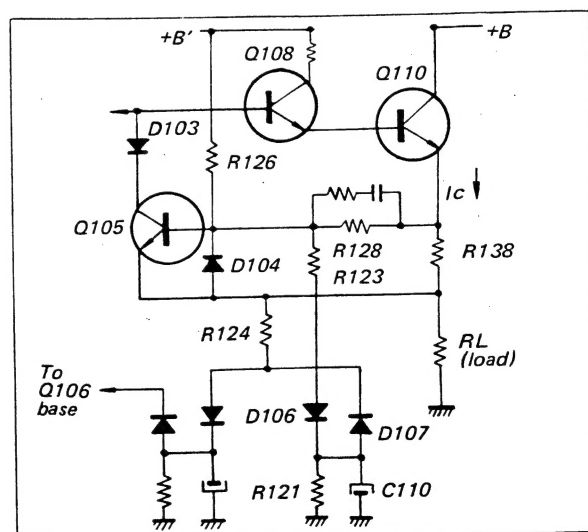 +B'
+B
Q108
Q110
D103
R126
Ic
Q105
R128
R138
D104
R123
R124
RL
(load)
To
Q106
base
D106
D107
R121
C110